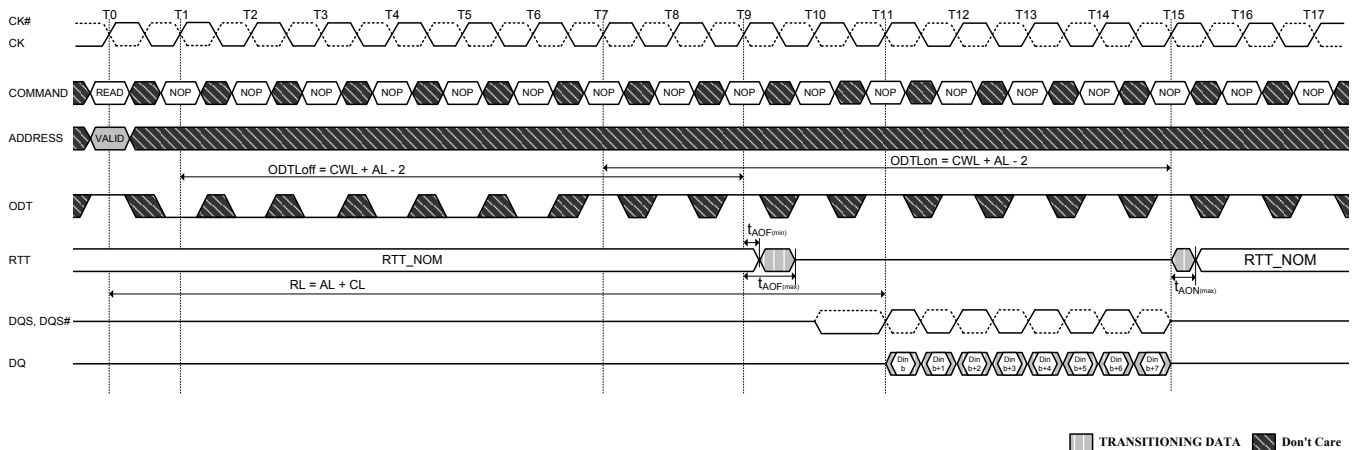 T0 T1 T2 T3 T4 T5 T6 T7 T8 T9 T10 T11 T12 T13 T14 T15 T16 T17
CK#
CK
COMMAND READ NOP NOP NOP NOP NOP NOP NOP NOP NOP NOP NOP NOP NOP NOP NOP NOP NOP
ADDRESS VALID
ODTLoff = CWL + AL - 2
ODTLon = CWL + AL - 2
ODT
tAOF(min)
RTT RTT_NOM RTT_NOM
tAOF(max)
tAON(max)
RL = AL + CL
DQS, DQS#
DQ Din b Din b+1 Din b+2 Din b+3 Din b+4 Din b+5 Din b+6 Din b+7
TRANSITIONING DATA Don't Care